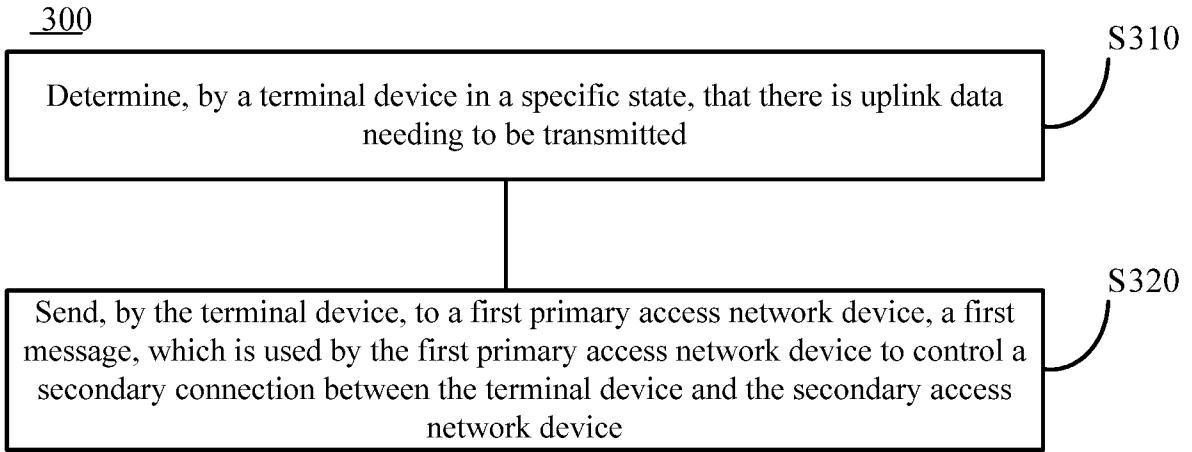 300
S310
Determine, by a terminal device in a specific state, that there is uplink data
needing to be transmitted
S320
Send, by the terminal device, to a first primary access network device, a first
message, which is used by the first primary access network device to control a
secondary connection between the terminal device and the secondary access
network device